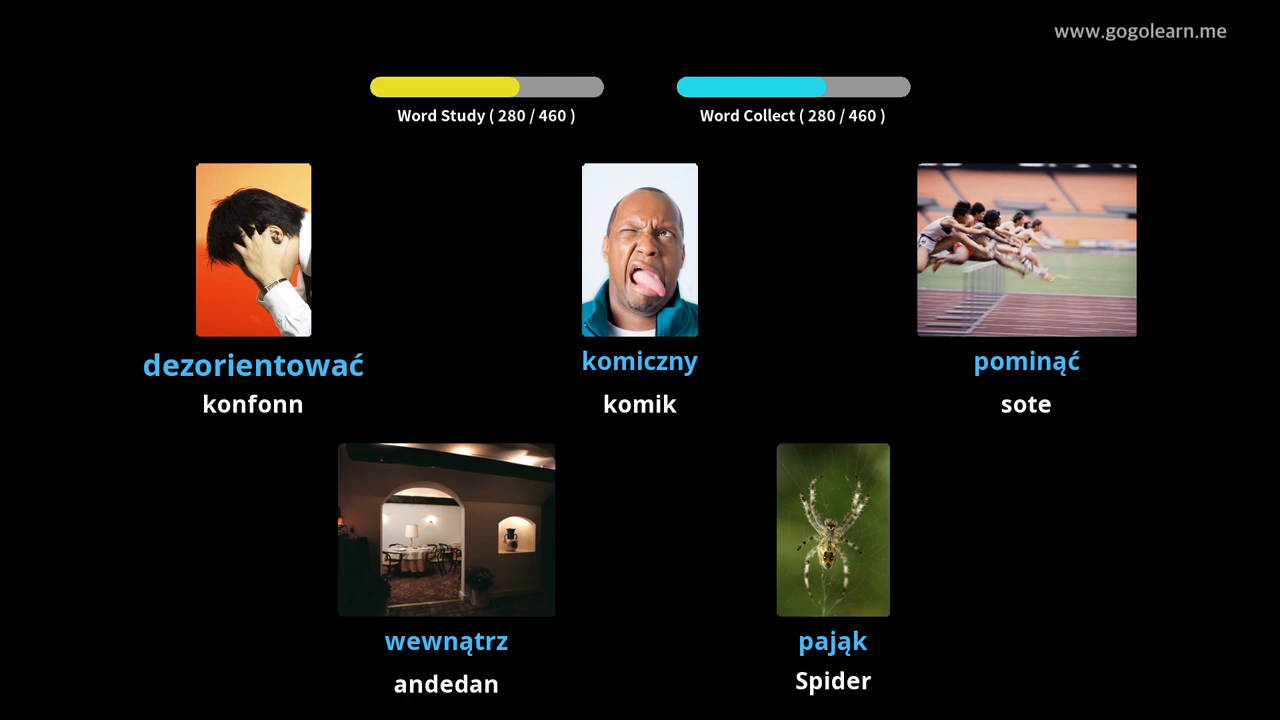 www.gogolearn.me
Word Study ( 280 / 460 )
Word Collect ( 280 / 460 )
dezorientować
komiczny
pominąć
konfonn
komik
sote
wewnątrz
pająk
andedan
Spider